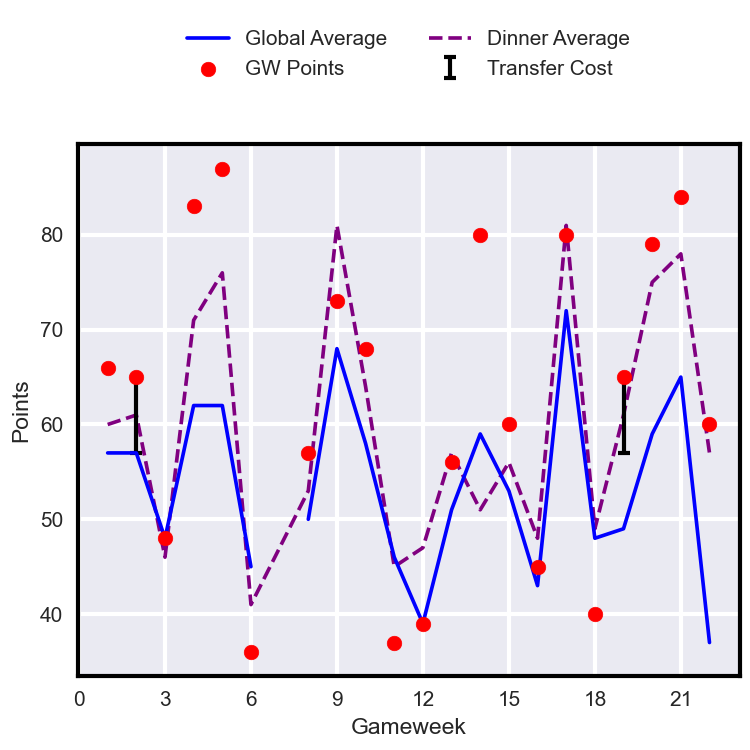 Global Average
Dinner Average
GW Points
Transfer Cost
80
70
60
50
40
Points
0 3 6 9 12 15 18 21
Gameweek